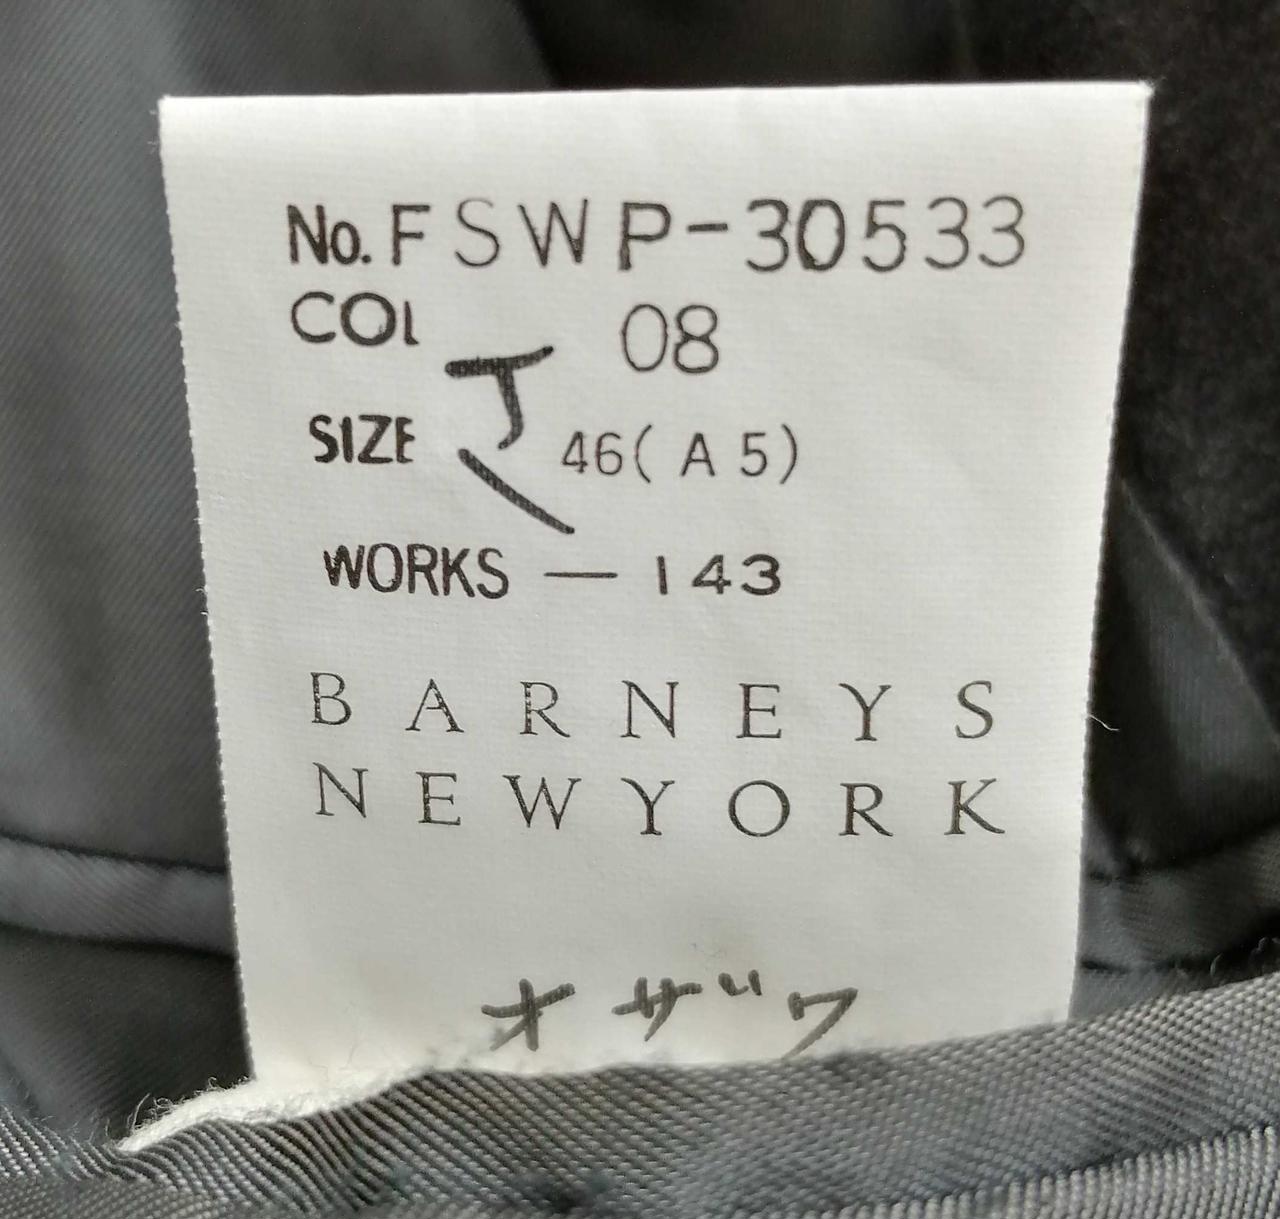 No. FSWP-30533
COL 08
SIZE 46(A5)
WORKS — 143
BARNEYS
NEWYORK
オザワ